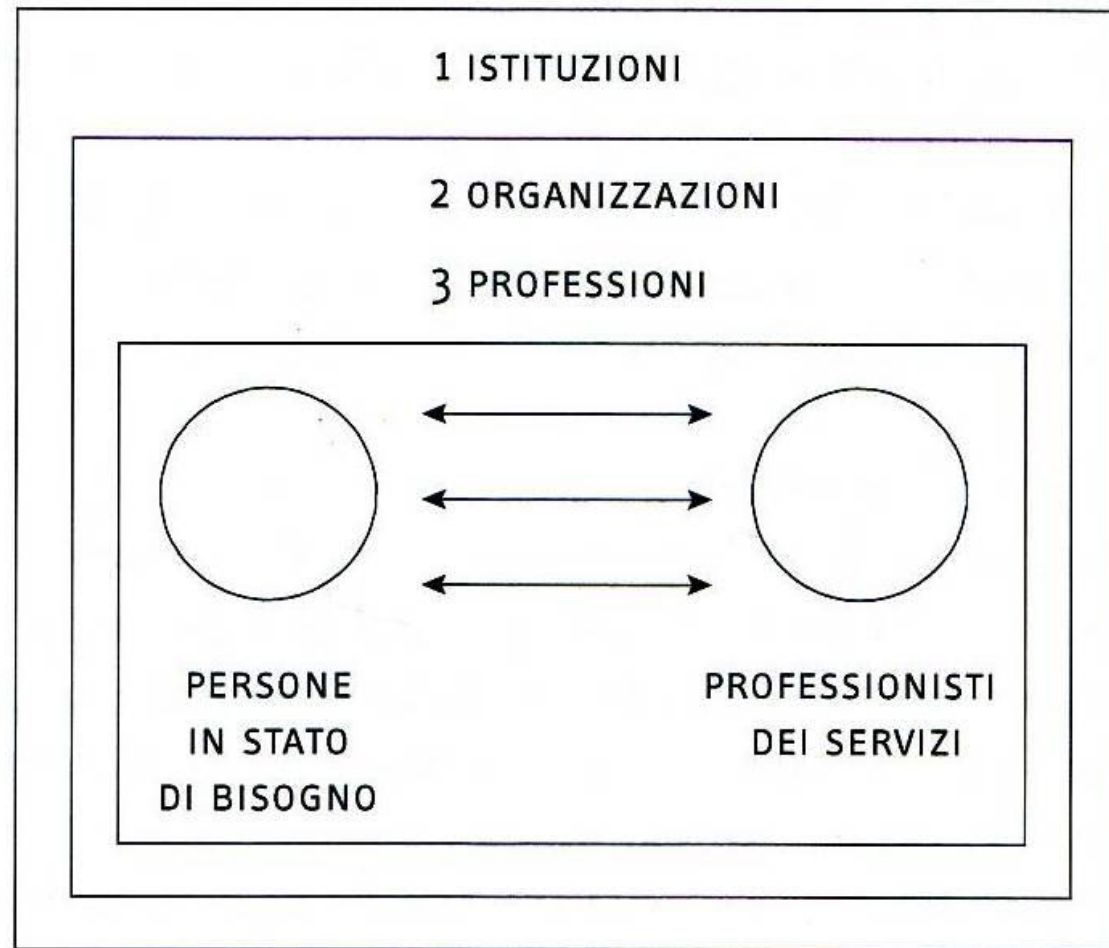 1 ISTITUZIONI
2 ORGANIZZAZIONI
3 PROFESSIONI
PERSONE
IN STATO
DI BISOGNO
PROFESSIONISTI
DEI SERVIZI